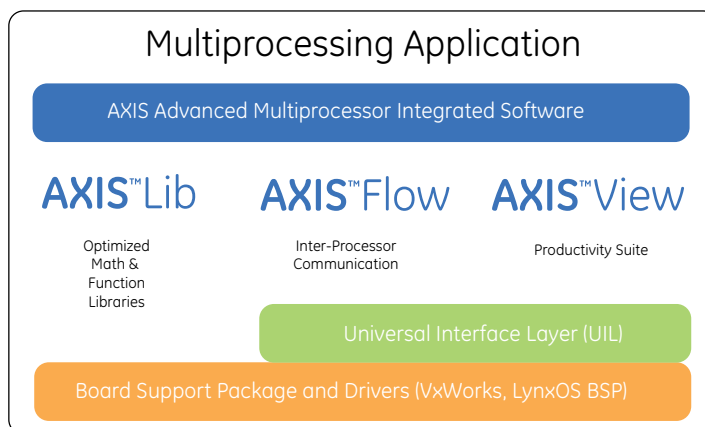 Multiprocessing Application
AXIS Advanced Multiprocessor Integrated Software
AXIS™Lib
AXIS™Flow
AXIS™View
Optimized
Math &
Function
Libraries
Inter-Processor
Communication
Productivity Suite
Universal Interface Layer (UIL)
Board Support Package and Drivers (VxWorks, LynxOS BSP)